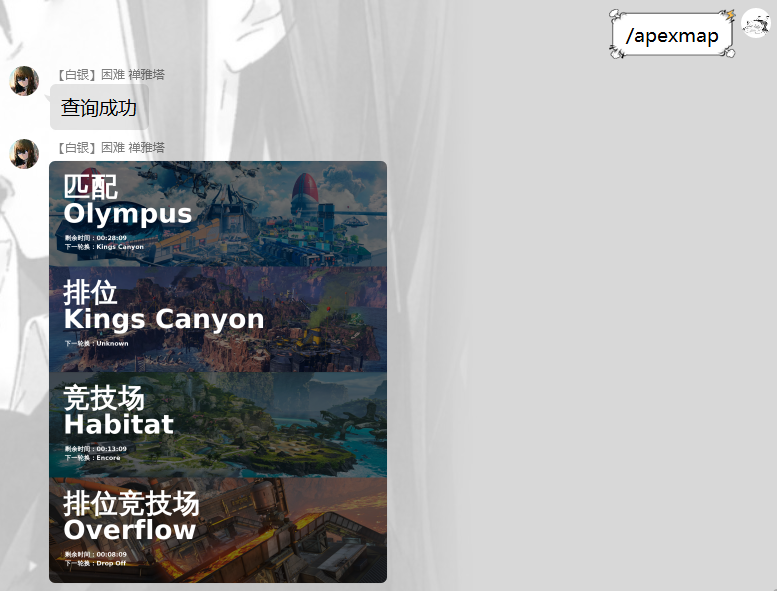 /apexmap
【白银】困难 禅雅塔
查询成功
【白银】困难 禅雅塔
匹配
Olympus
剩余时间：00:28:09
下一轮换：Kings Canyon
排位
Kings Canyon
下一轮换：Unknown
竞技场
Habitat
剩余时间：00:13:09
下一轮换：Encore
排位竞技场
Overflow
剩余时间：00:08:09
下一轮换：Drop Off